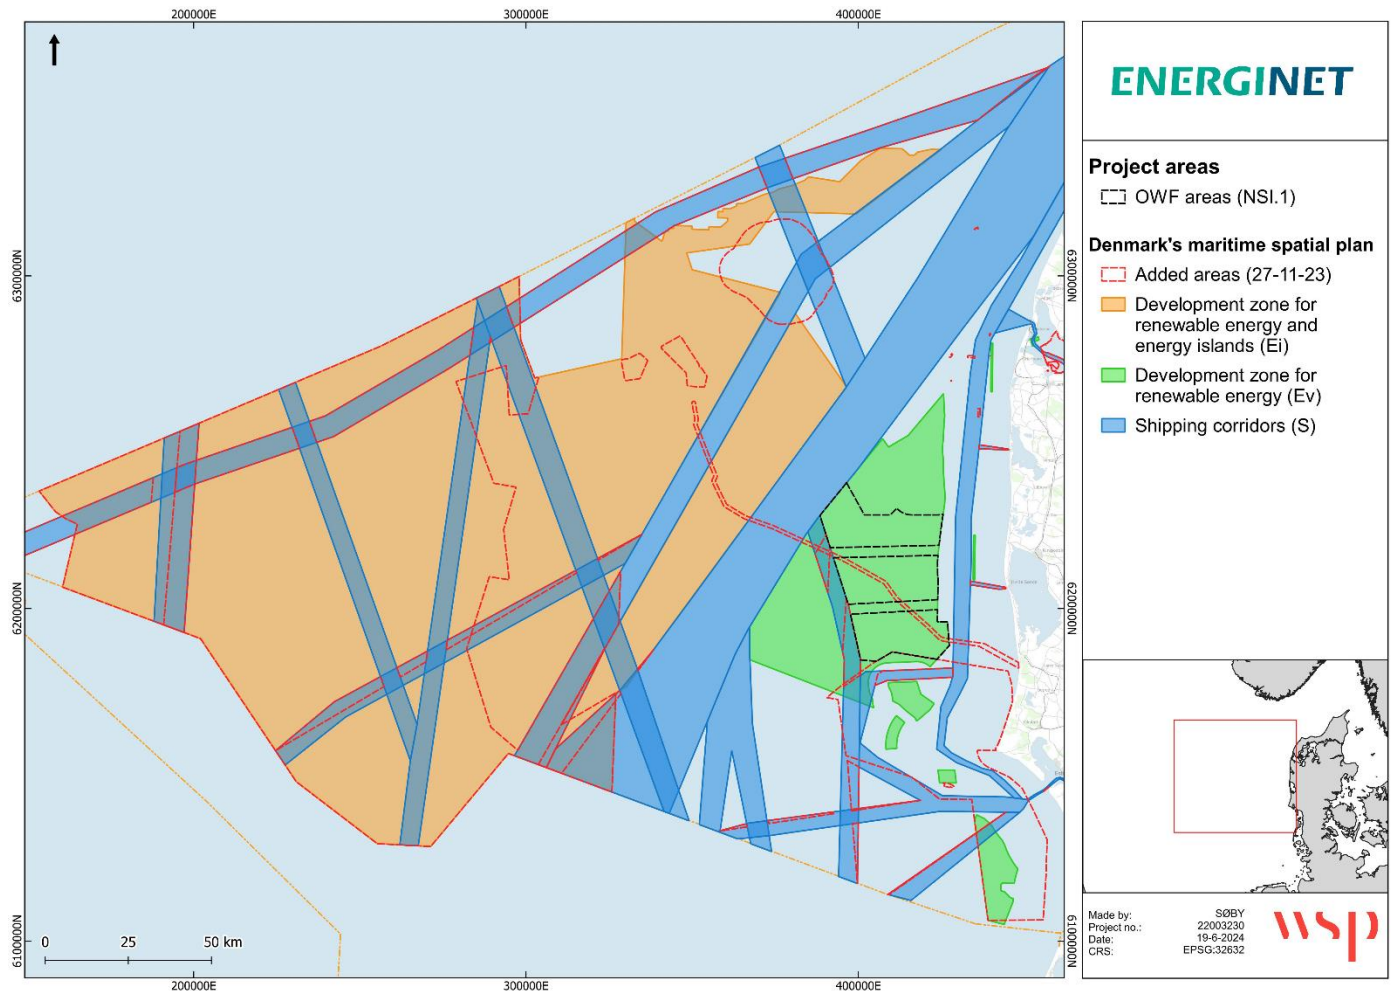 200000E 300000E 400000E
ENERGINET
Project areas
OWF areas (NSI.1)
Denmark's maritime spatial plan
Added areas (27-11-23)
Development zone for
renewable energy and
energy islands (Ei)
Development zone for
renewable energy (Ev)
Shipping corridors (S)
6300000N 6300000N
6200000N 6200000N
6100000N 6100000N
0 25 50 km
200000E 300000E 400000E
Made by: SØBY
Project no.: 22003230
Date: 19-6-2024
CRS: EPSG:32632
wsp